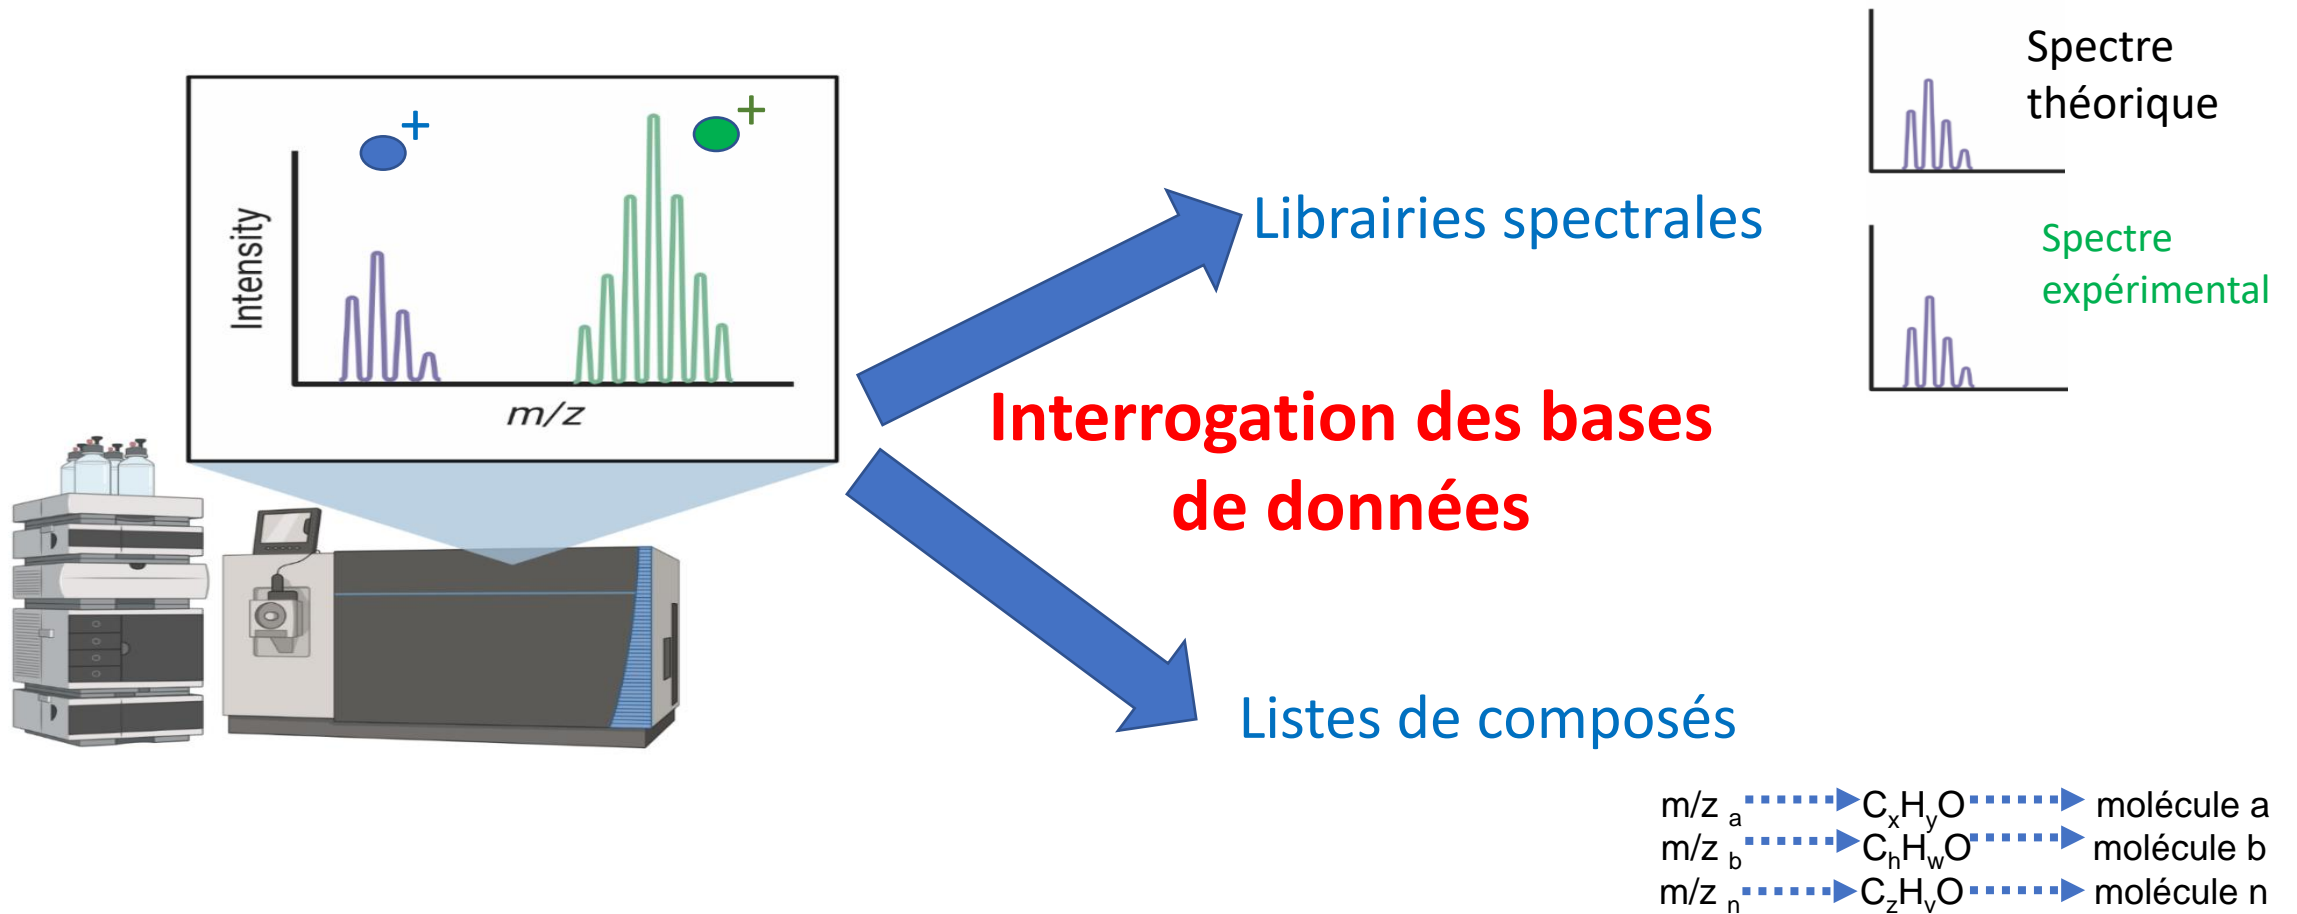 Spectre
théorique
+ +
Intensity
m/z
Librairies spectrales
Spectre
expérimental
Interrogation des bases
de données
Listes de composés
m/z a CxHyO molécule a
m/z b ChHwO molécule b
m/z n CzHvO molécule n